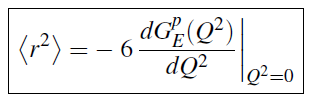 ⟨r²⟩ = − 6 dG_E^p(Q²)/dQ² |_{Q²=0}